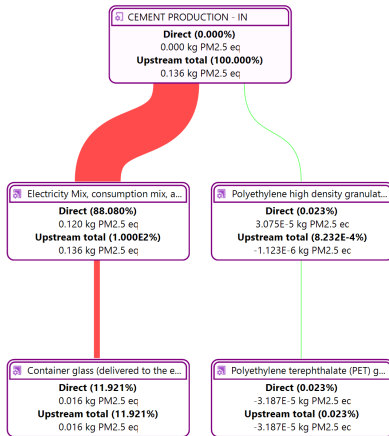 CEMENT PRODUCTION - IN
Direct (0.000%)
0.000 kg PM2.5 eq
Upstream total (100.000%)
0.136 kg PM2.5 eq
Electricity Mix, consumption mix, a...
Direct (88.080%)
0.120 kg PM2.5 eq
Upstream total (1.000E2%)
0.136 kg PM2.5 eq
Polyethylene high density granulat...
Direct (0.023%)
3.075E-5 kg PM2.5 ec
Upstream total (8.232E-4%)
-1.123E-6 kg PM2.5 ec
Container glass (delivered to the e...
Direct (11.921%)
0.016 kg PM2.5 eq
Upstream total (11.921%)
0.016 kg PM2.5 eq
Polyethylene terephthalate (PET) g...
Direct (0.023%)
-3.187E-5 kg PM2.5 ec
Upstream total (0.023%)
-3.187E-5 kg PM2.5 ec